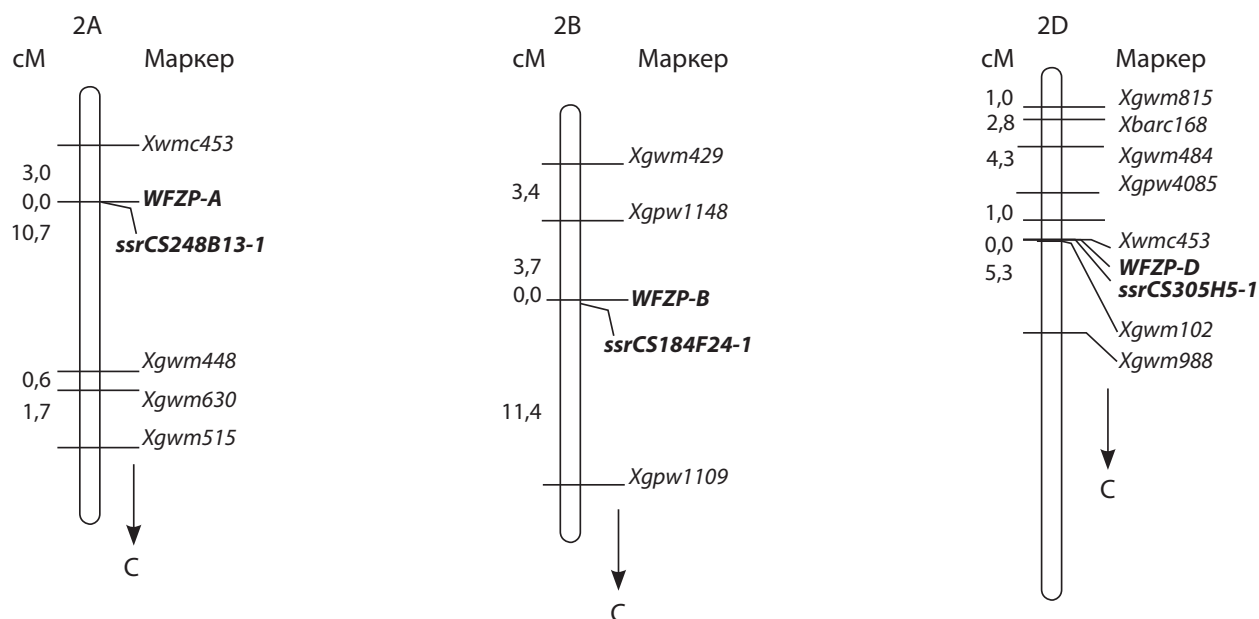 2A
сМ Маркер
Xwmc453
3,0
0,0 WFZP-A
10,7 ssrCS248B13-1
Xgwm448
0,6
Xgwm630
1,7
Xgwm515
C
2B
сМ Маркер
Xgwm429
3,4
Xgpw1148
3,7
0,0 WFZP-B
ssrCS184F24-1
11,4
Xgpw1109
C
2D
сМ Маркер
1,0 Xgwm815
2,8 Xbarc168
4,3 Xgwm484
Xgpw4085
1,0
0,0 Xwmc453
WFZP-D
5,3 ssrCS305H5-1
Xgwm102
Xgwm988
C